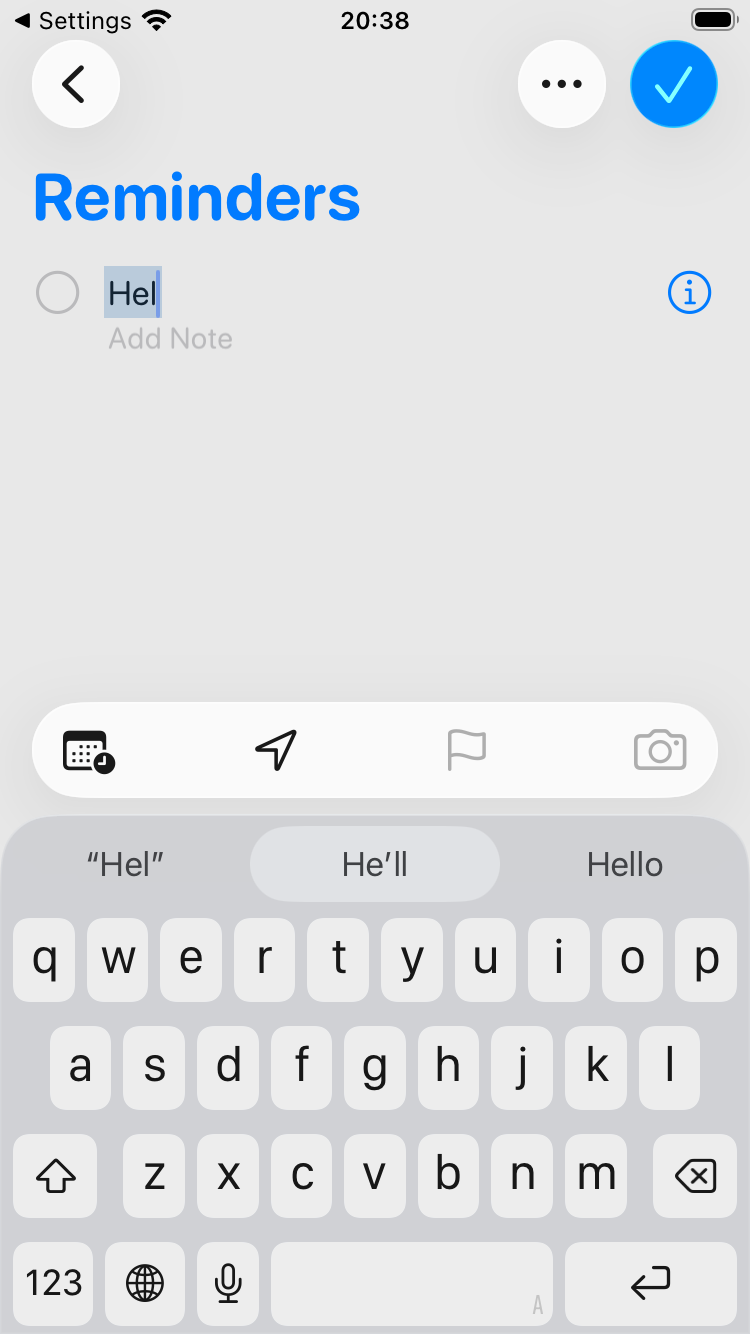 Settings 20:38
Reminders
Hel
Add Note
“Hel” He’ll Hello
q w e r t y u i o p
a s d f g h j k l
z x c v b n m
123 A